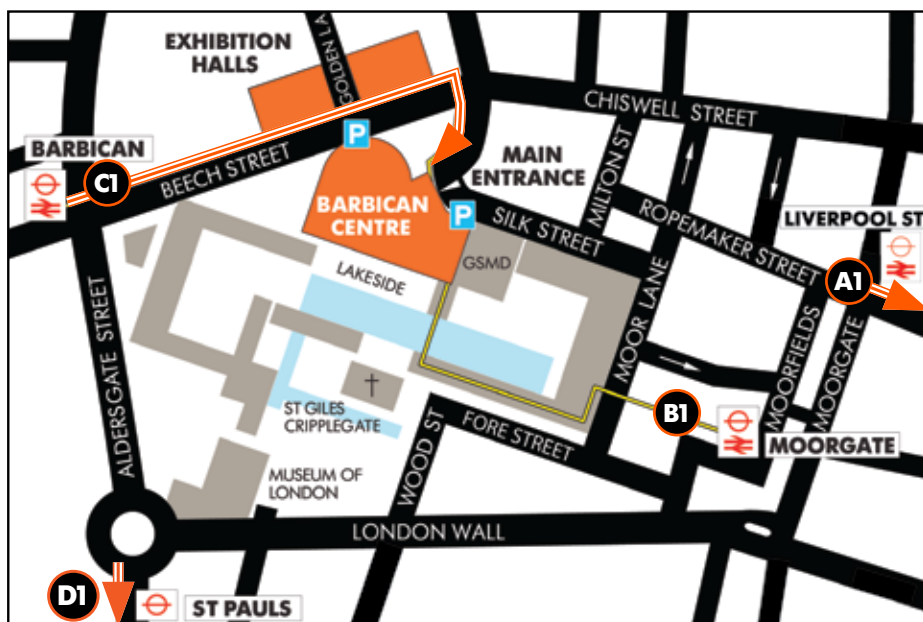 EXHIBITION
HALLS
GOLDEN LA
CHISWELL STREET
BARBICAN
C1
BEECH STREET
P
MAIN
ENTRANCE
MILTON ST
BARBICAN
CENTRE
P
SILK STREET
ROPEMAKER STREET
LIVERPOOL ST
GSMD
LAKESIDE
A1
ALDERSGATE STREET
MOOR LANE
MOORFIELDS
MOORGATE
ST GILES
CRIPPLEGATE
WOOD ST
FORE STREET
B1
MOORGATE
MUSEUM OF
LONDON
LONDON WALL
D1
ST PAULS